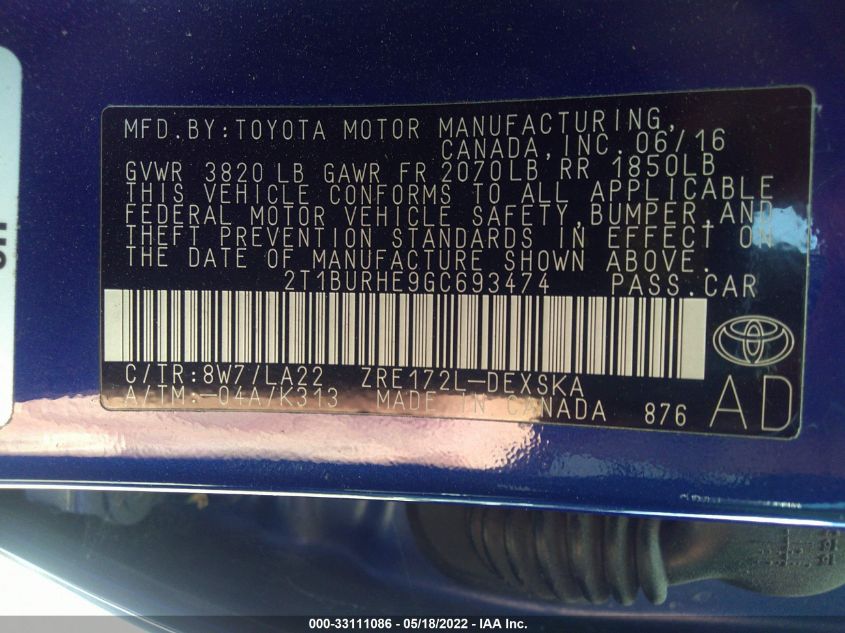 MFD.BY:TOYOTA MOTOR MANUFACTURING,
CANADA,INC.06/16
GVWR 3820LB GAWR FR 2070LB RR 1850LB
THIS VEHICLE CONFORMS TO ALL APPLICABLE
FEDERAL MOTOR VEHICLE SAFETY,BUMPER,AND
THEFT PREVENTION STANDARDS IN EFFECT ON
THE DATE OF MANUFACTURE SHOWN ABOVE.
2T1BURHE9GC693474 PASS.CAR
C/TR:8W7/LA22 ZRE172L-DEXSKA
A/TM:-04A/K313 MADE IN CANADA 876
AD
000-33111086 - 05/18/2022 - IAA Inc.